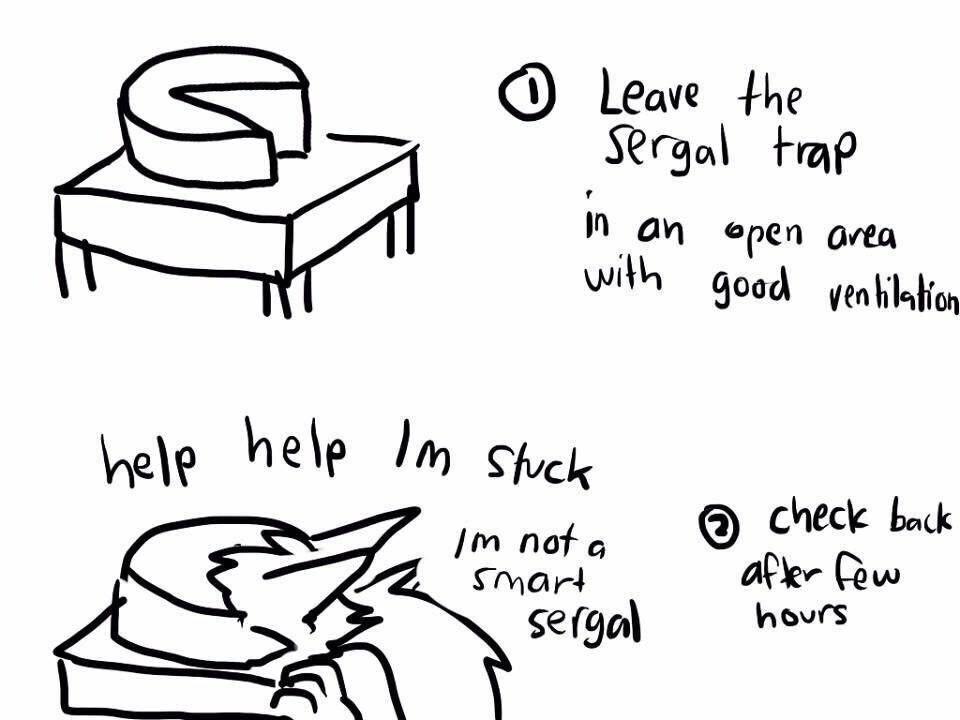 ① Leave the
sergal trap
in an open area
with good ventilation
help help Im stuck
Im not a
smart
sergal
② check back
after few
hours